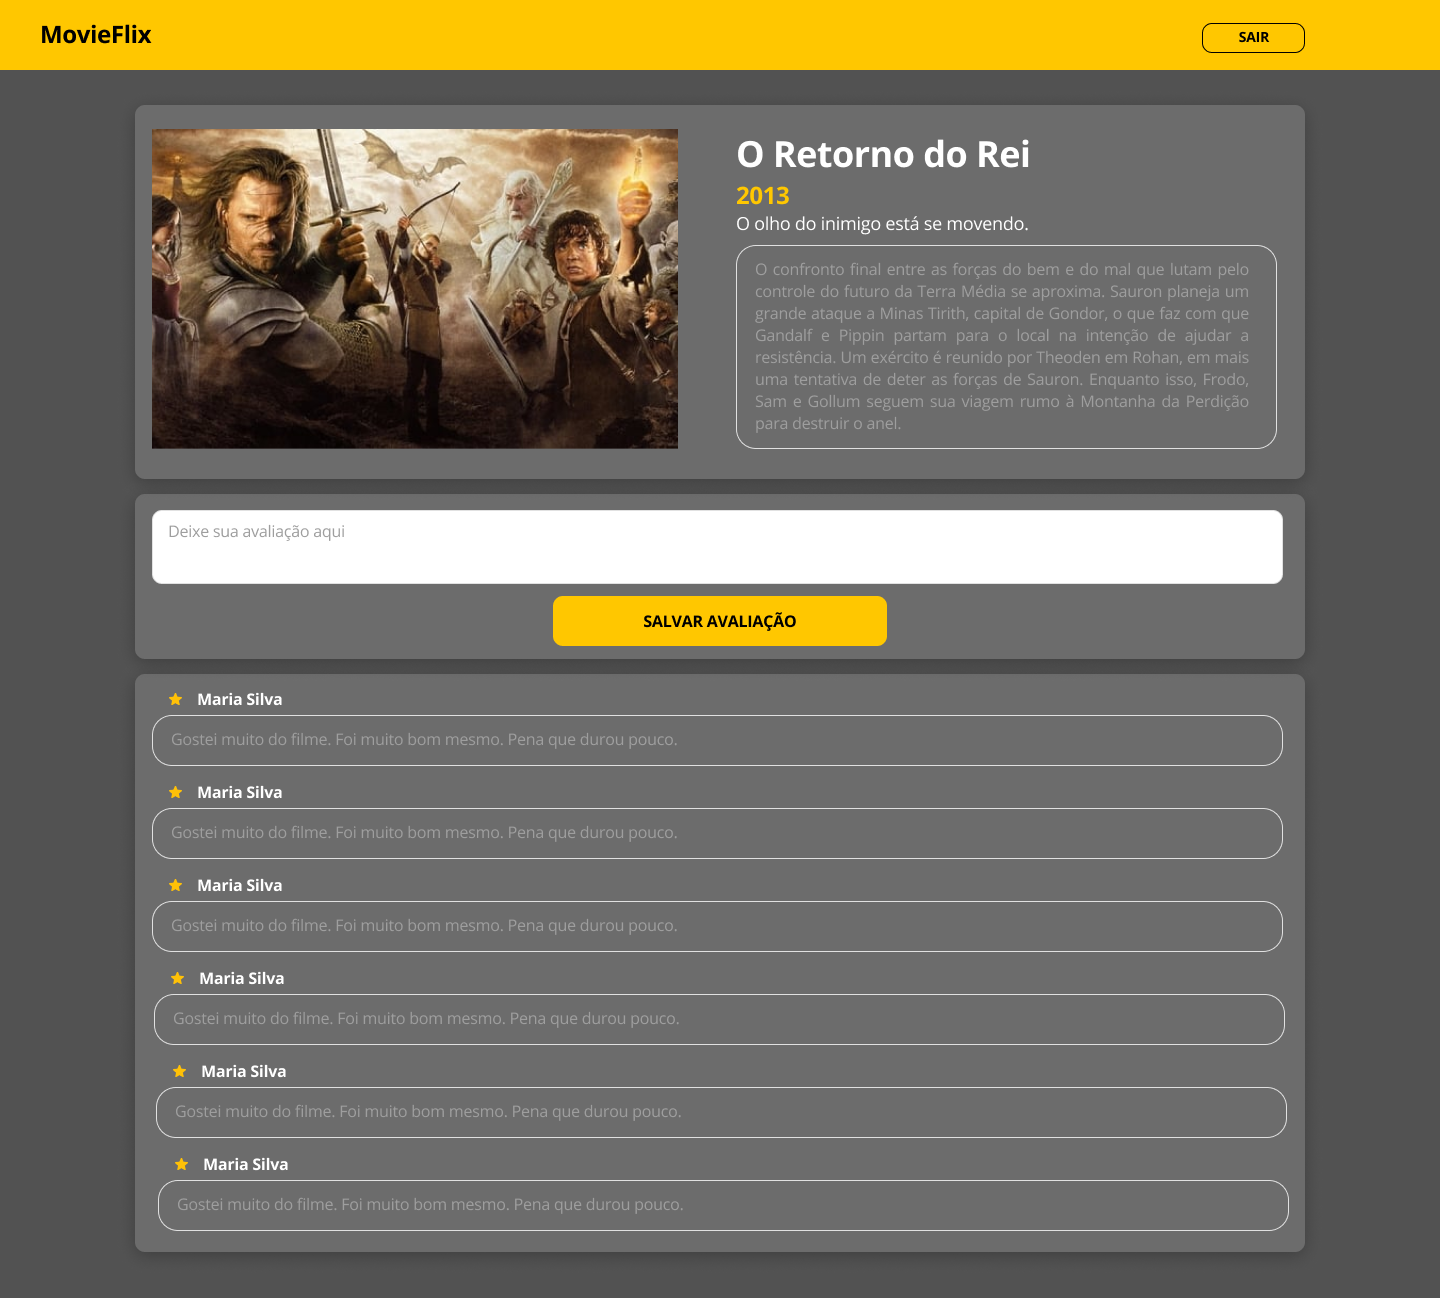 MovieFlix
SAIR
O Retorno do Rei
2013
O olho do inimigo está se movendo.
O confronto final entre as forças do bem e do mal que lutam pelo
controle do futuro da Terra Média se aproxima. Sauron planeja um
grande ataque a Minas Tirith, capital de Gondor, o que faz com que
Gandalf e Pippin partam para o local na intenção de ajudar a
resistência. Um exército é reunido por Theoden em Rohan, em mais
uma tentativa de deter as forças de Sauron. Enquanto isso, Frodo,
Sam e Gollum seguem sua viagem rumo à Montanha da Perdição
para destruir o anel.
Deixe sua avaliação aqui
SALVAR AVALIAÇÃO
Maria Silva
Gostei muito do filme. Foi muito bom mesmo. Pena que durou pouco.
Maria Silva
Gostei muito do filme. Foi muito bom mesmo. Pena que durou pouco.
Maria Silva
Gostei muito do filme. Foi muito bom mesmo. Pena que durou pouco.
Maria Silva
Gostei muito do filme. Foi muito bom mesmo. Pena que durou pouco.
Maria Silva
Gostei muito do filme. Foi muito bom mesmo. Pena que durou pouco.
Maria Silva
Gostei muito do filme. Foi muito bom mesmo. Pena que durou pouco.